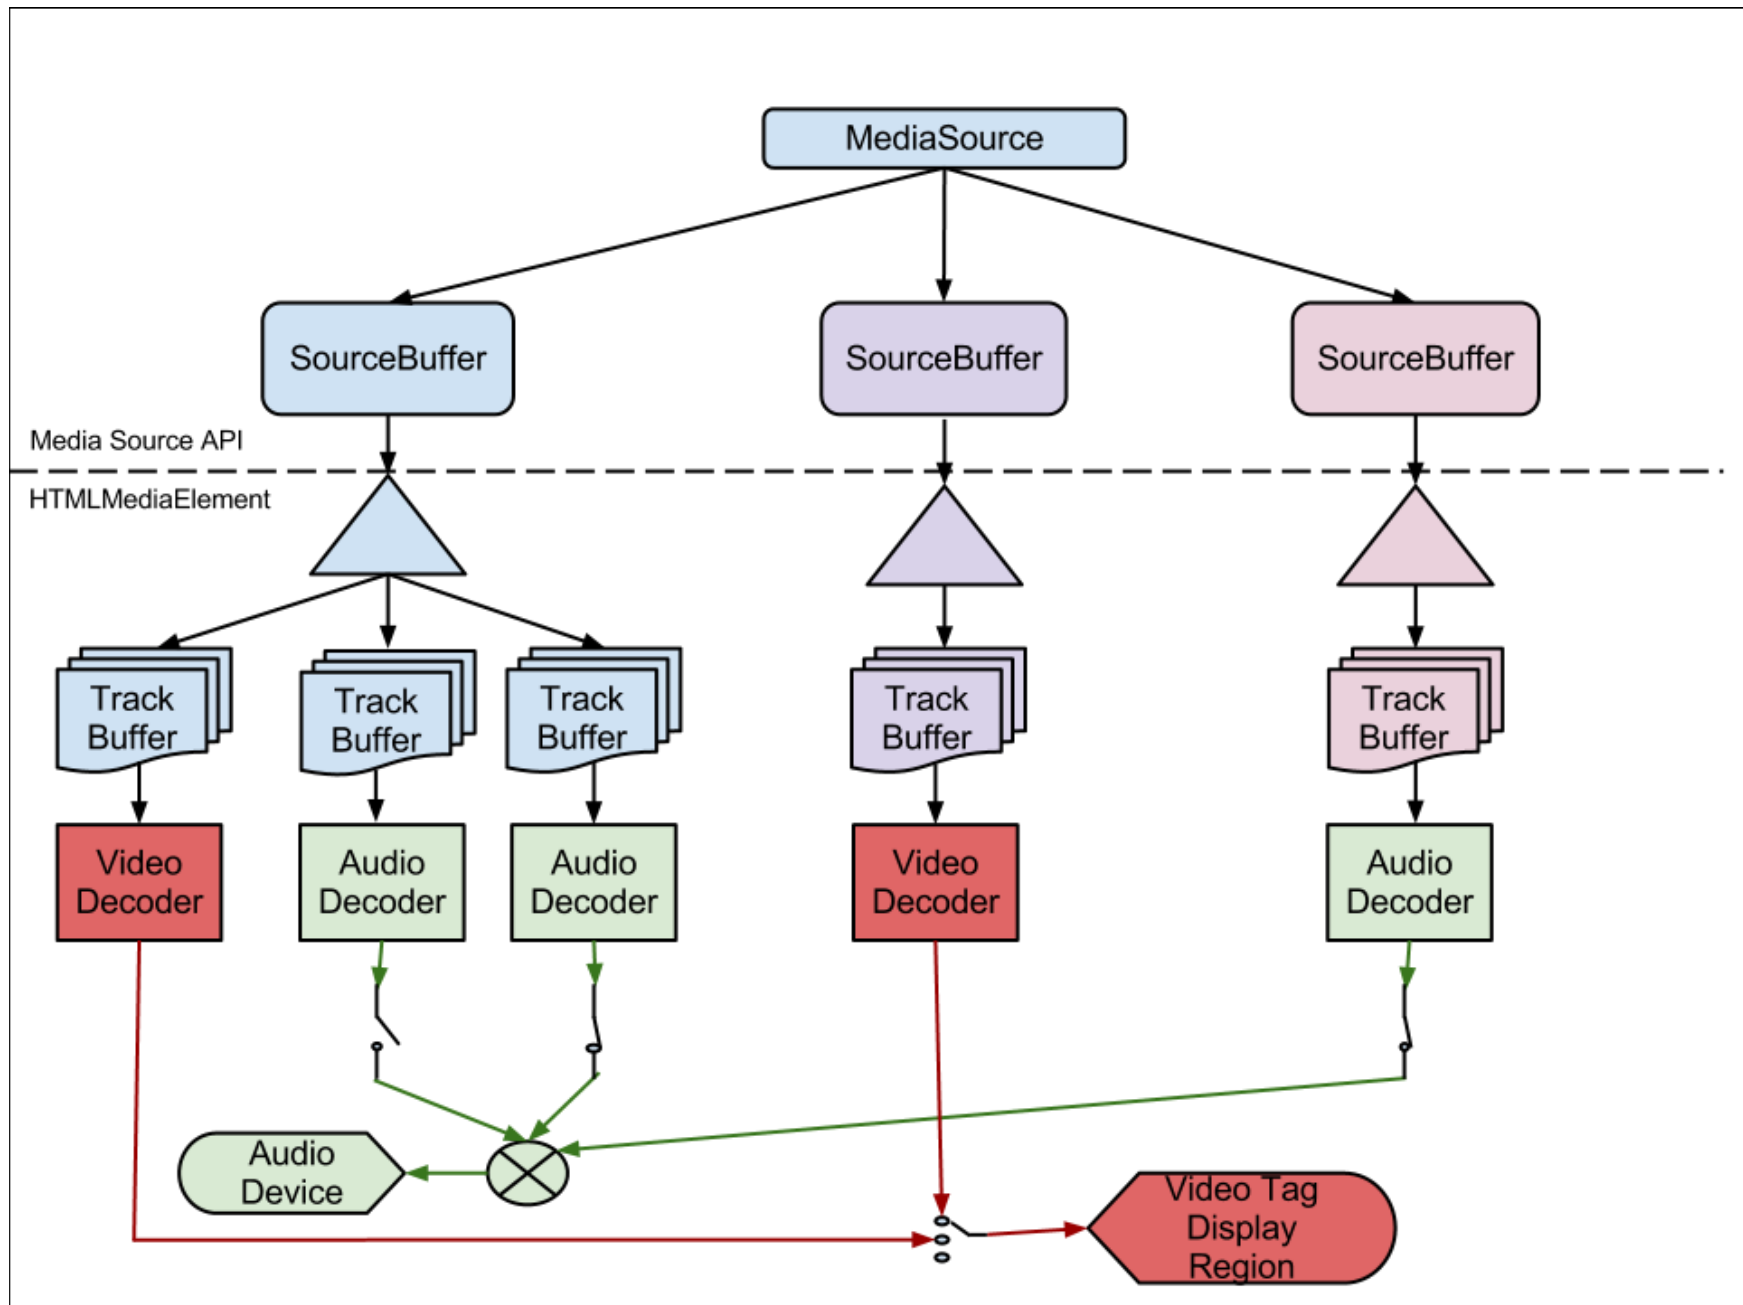 MediaSource
SourceBuffer
SourceBuffer
SourceBuffer
Media Source API
HTMLMediaElement
Track
Buffer
Track
Buffer
Track
Buffer
Track
Buffer
Track
Buffer
Video
Decoder
Audio
Decoder
Audio
Decoder
Video
Decoder
Audio
Decoder
Audio
Device
Video Tag
Display
Region